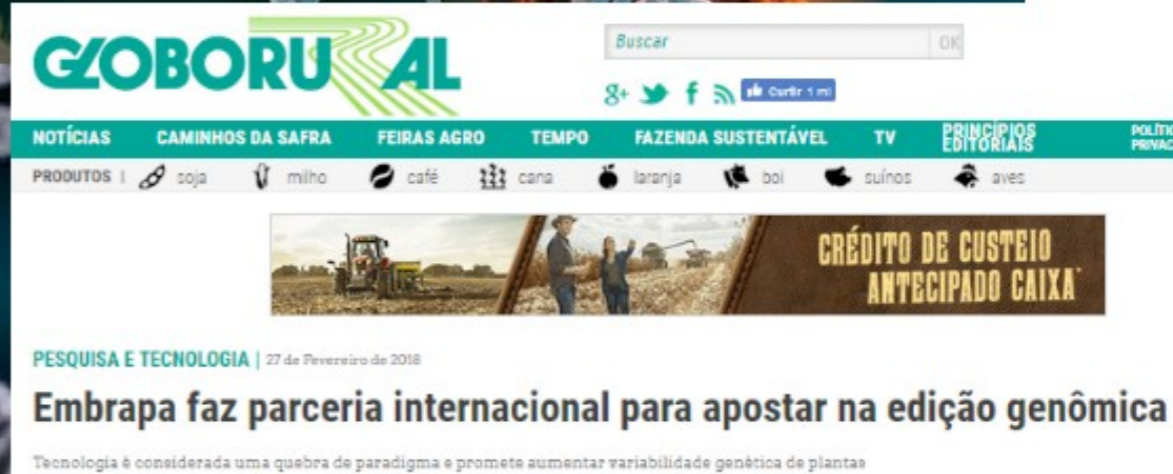 GLOBORURAL
Buscar OK
g+ f Curtir 1 mi
NOTÍCIAS CAMINHOS DA SAFRA FEIRAS AGRO TEMPO FAZENDA SUSTENTÁVEL TV PRINCÍPIOS EDITORIAIS
PRODUTOS | soja milho café cana laranja boi suínos aves
CRÉDITO DE CUSTEIO
ANTECIPADO CAIXA
PESQUISA E TECNOLOGIA | 27 de Fevereiro de 2018
Embrapa faz parceria internacional para apostar na edição genômica
Tecnologia é considerada uma quebra de paradigma e promete aumentar variabilidade genética de plantas